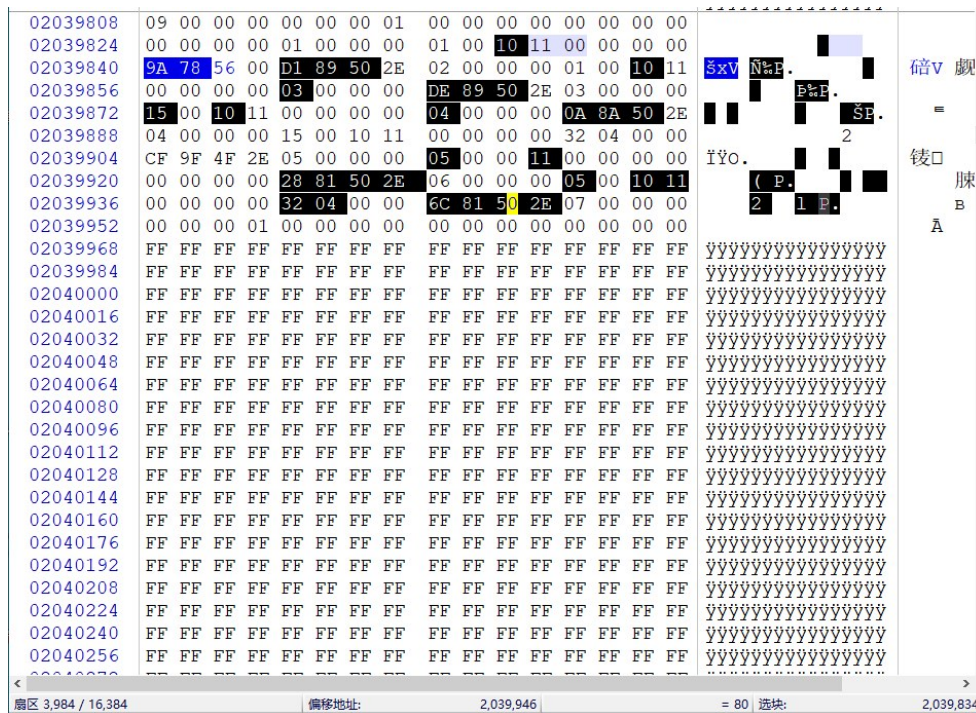 02039808 09 00 00 00 00 00 00 01 00 00 00 00 00 00 00 00
02039824 00 00 00 00 01 00 00 00 01 00 10 11 00 00 00 00
02039840 9A 78 56 00 D1 89 50 2E 02 00 00 00 01 00 10 11 šxV Ñ‰P. 碚V 觑
02039856 00 00 00 00 03 00 00 00 DE 89 50 2E 03 00 00 00 Þ‰P.
02039872 15 00 10 11 00 00 00 00 04 00 00 00 0A 8A 50 2E ŠP. =
02039888 04 00 00 00 15 00 10 11 00 00 00 00 32 04 00 00 2
02039904 CF 9F 4F 2E 05 00 00 00 05 00 00 11 00 00 00 00 ÏŸO.
02039920 00 00 00 00 28 81 50 2E 06 00 00 00 05 00 10 11 ( P.
02039936 00 00 00 00 32 04 00 00 6C 81 50 2E 07 00 00 00 2 l P. B
02039952 00 00 00 01 00 00 00 00 00 00 00 00 00 00 00 00 Ā
02039968 FF FF FF FF FF FF FF FF FF FF FF FF FF FF FF FF ÿÿÿÿÿÿÿÿÿÿÿÿÿÿÿÿ
02039984 FF FF FF FF FF FF FF FF FF FF FF FF FF FF FF FF ÿÿÿÿÿÿÿÿÿÿÿÿÿÿÿÿ
02040000 FF FF FF FF FF FF FF FF FF FF FF FF FF FF FF FF ÿÿÿÿÿÿÿÿÿÿÿÿÿÿÿÿ
02040016 FF FF FF FF FF FF FF FF FF FF FF FF FF FF FF FF ÿÿÿÿÿÿÿÿÿÿÿÿÿÿÿÿ
02040032 FF FF FF FF FF FF FF FF FF FF FF FF FF FF FF FF ÿÿÿÿÿÿÿÿÿÿÿÿÿÿÿÿ
02040048 FF FF FF FF FF FF FF FF FF FF FF FF FF FF FF FF ÿÿÿÿÿÿÿÿÿÿÿÿÿÿÿÿ
02040064 FF FF FF FF FF FF FF FF FF FF FF FF FF FF FF FF ÿÿÿÿÿÿÿÿÿÿÿÿÿÿÿÿ
02040080 FF FF FF FF FF FF FF FF FF FF FF FF FF FF FF FF ÿÿÿÿÿÿÿÿÿÿÿÿÿÿÿÿ
02040096 FF FF FF FF FF FF FF FF FF FF FF FF FF FF FF FF ÿÿÿÿÿÿÿÿÿÿÿÿÿÿÿÿ
02040112 FF FF FF FF FF FF FF FF FF FF FF FF FF FF FF FF ÿÿÿÿÿÿÿÿÿÿÿÿÿÿÿÿ
02040128 FF FF FF FF FF FF FF FF FF FF FF FF FF FF FF FF ÿÿÿÿÿÿÿÿÿÿÿÿÿÿÿÿ
02040144 FF FF FF FF FF FF FF FF FF FF FF FF FF FF FF FF ÿÿÿÿÿÿÿÿÿÿÿÿÿÿÿÿ
02040160 FF FF FF FF FF FF FF FF FF FF FF FF FF FF FF FF ÿÿÿÿÿÿÿÿÿÿÿÿÿÿÿÿ
02040176 FF FF FF FF FF FF FF FF FF FF FF FF FF FF FF FF ÿÿÿÿÿÿÿÿÿÿÿÿÿÿÿÿ
02040192 FF FF FF FF FF FF FF FF FF FF FF FF FF FF FF FF ÿÿÿÿÿÿÿÿÿÿÿÿÿÿÿÿ
02040208 FF FF FF FF FF FF FF FF FF FF FF FF FF FF FF FF ÿÿÿÿÿÿÿÿÿÿÿÿÿÿÿÿ
02040224 FF FF FF FF FF FF FF FF FF FF FF FF FF FF FF FF ÿÿÿÿÿÿÿÿÿÿÿÿÿÿÿÿ
02040240 FF FF FF FF FF FF FF FF FF FF FF FF FF FF FF FF ÿÿÿÿÿÿÿÿÿÿÿÿÿÿÿÿ
02040256 FF FF FF FF FF FF FF FF FF FF FF FF FF FF FF FF ÿÿÿÿÿÿÿÿÿÿÿÿÿÿÿÿ
扇区 3,984 / 16,384 偏移地址: 2,039,946 = 80 选块: 2,039,834